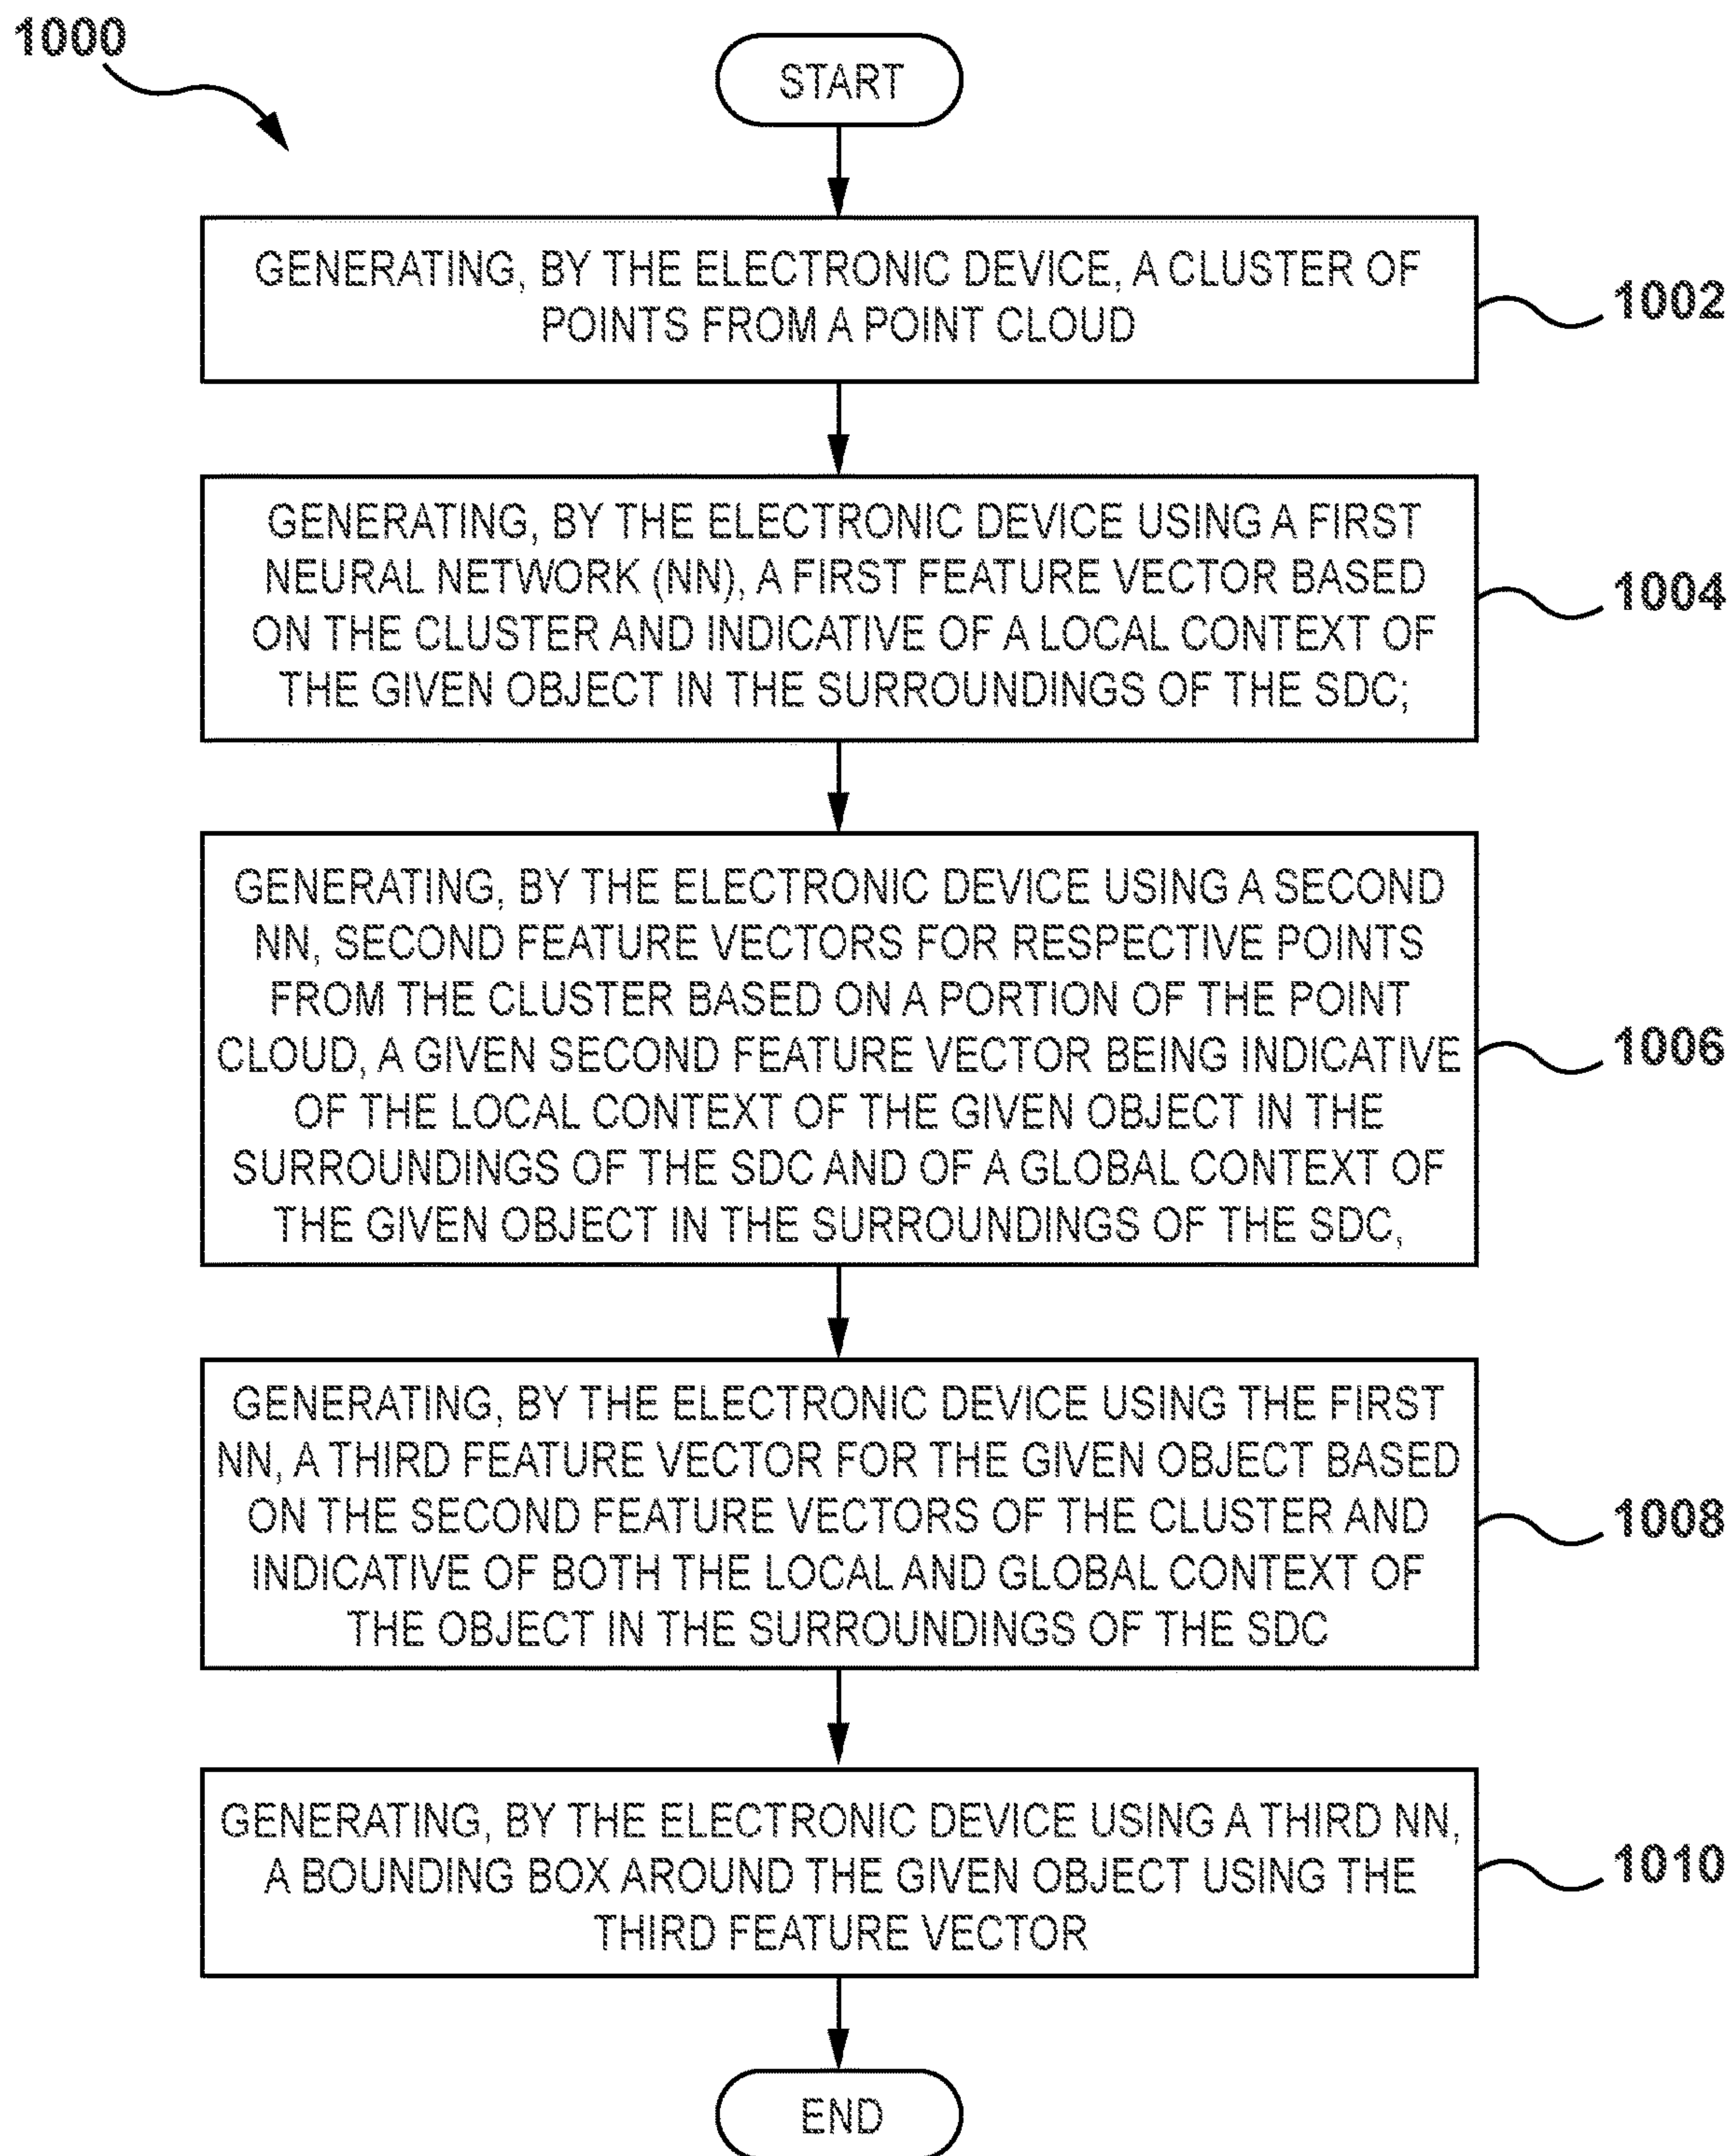 1000
START
GENERATING, BY THE ELECTRONIC DEVICE, A CLUSTER OF
POINTS FROM A POINT CLOUD
1002
GENERATING, BY THE ELECTRONIC DEVICE USING A FIRST
NEURAL NETWORK (NN), A FIRST FEATURE VECTOR BASED
ON THE CLUSTER AND INDICATIVE OF A LOCAL CONTEXT OF
THE GIVEN OBJECT IN THE SURROUNDINGS OF THE SDC;
1004
GENERATING, BY THE ELECTRONIC DEVICE USING A SECOND
NN, SECOND FEATURE VECTORS FOR RESPECTIVE POINTS
FROM THE CLUSTER BASED ON A PORTION OF THE POINT
CLOUD, A GIVEN SECOND FEATURE VECTOR BEING INDICATIVE
OF THE LOCAL CONTEXT OF THE GIVEN OBJECT IN THE
SURROUNDINGS OF THE SDC AND OF A GLOBAL CONTEXT OF
THE GIVEN OBJECT IN THE SURROUNDINGS OF THE SDC,
1006
GENERATING, BY THE ELECTRONIC DEVICE USING THE FIRST
NN, A THIRD FEATURE VECTOR FOR THE GIVEN OBJECT BASED
ON THE SECOND FEATURE VECTORS OF THE CLUSTER AND
INDICATIVE OF BOTH THE LOCAL AND GLOBAL CONTEXT OF
THE OBJECT IN THE SURROUNDINGS OF THE SDC
1008
GENERATING, BY THE ELECTRONIC DEVICE USING A THIRD NN,
A BOUNDING BOX AROUND THE GIVEN OBJECT USING THE
THIRD FEATURE VECTOR
1010
END